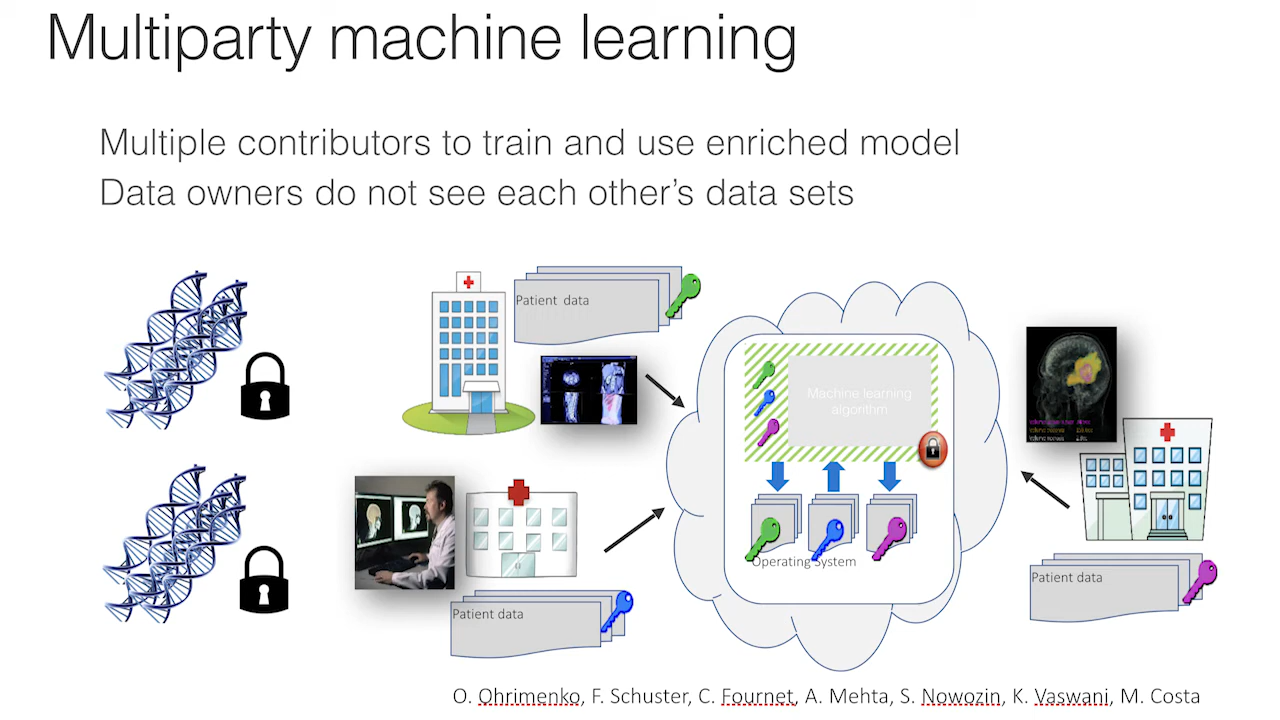 Multiparty machine learning
Multiple contributors to train and use enriched model
Data owners do not see each other's data sets
Patient data
Machine learning
algorithm
Operating System
Patient data
Patient data
O. Ohrimenko, F. Schuster, C. Fournet, A. Mehta, S. Nowozin, K. Vaswani, M. Costa